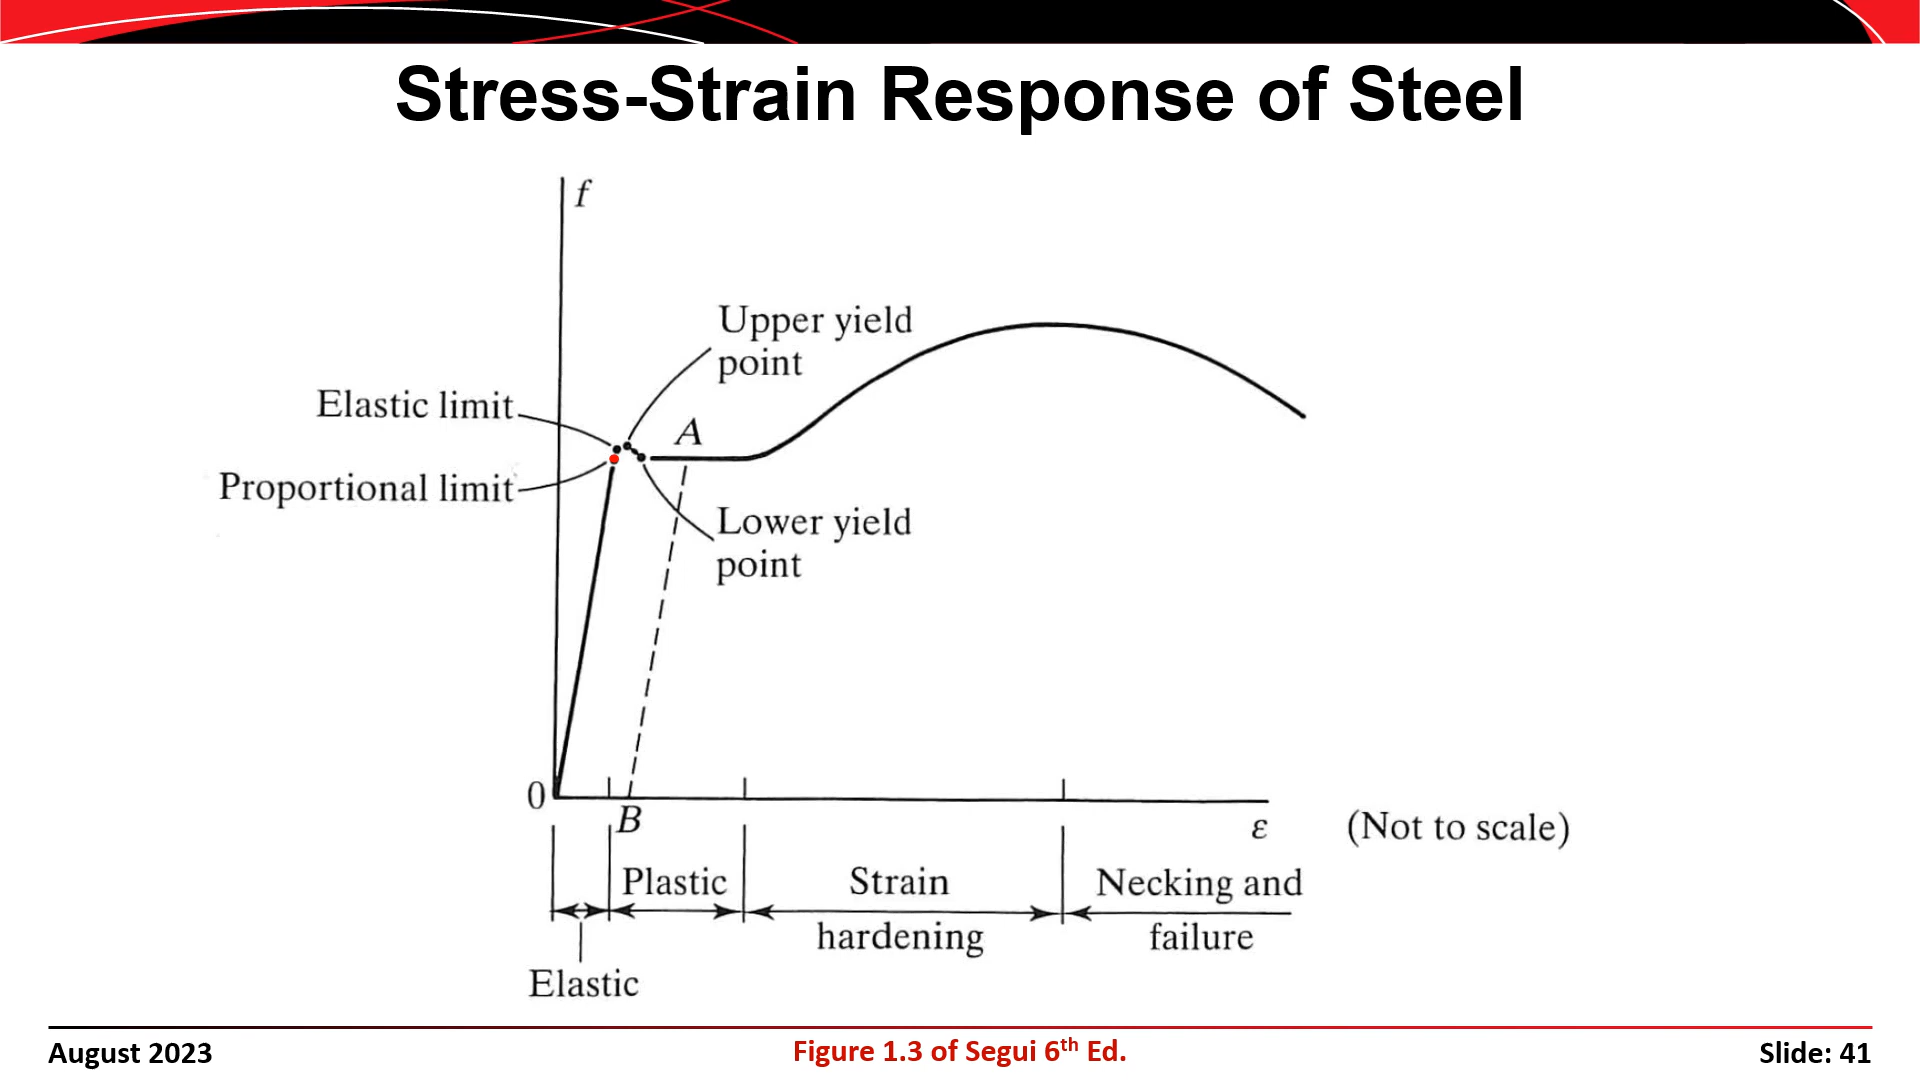 Stress-Strain Response of Steel
f
Upper yield
point
Elastic limit
A
Proportional limit
Lower yield
point
0
B
ε
(Not to scale)
Plastic
Strain
hardening
Necking and
failure
Elastic
August 2023
Figure 1.3 of Segui 6th Ed.
Slide: 41